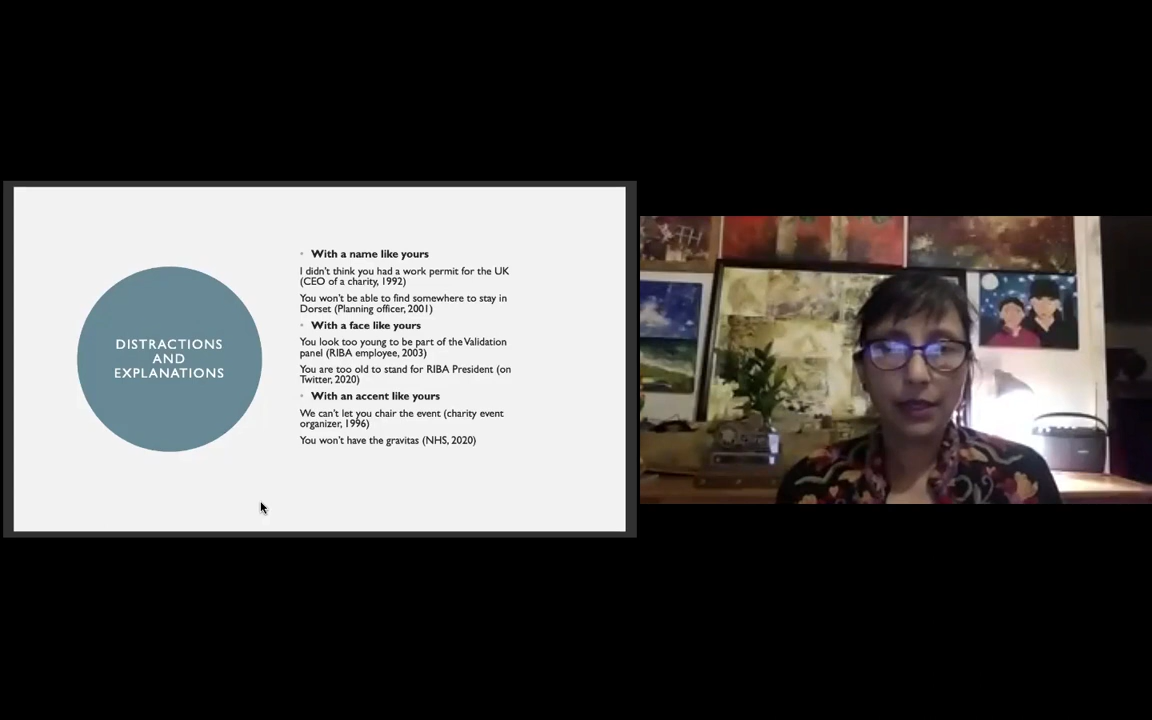 DISTRACTIONS
AND
EXPLANATIONS
• With a name like yours
I didn't think you had a work permit for the UK
(CEO of a charity, 1992)
You won't be able to find somewhere to stay in
Dorset (Planning officer, 2001)
• With a face like yours
You look too young to be part of the Validation
panel (RIBA employee, 2003)
You are too old to stand for RIBA President (on
Twitter, 2020)
• With an accent like yours
We can't let you chair the event (charity event
organizer, 1996)
You won't have the gravitas (NHS, 2020)